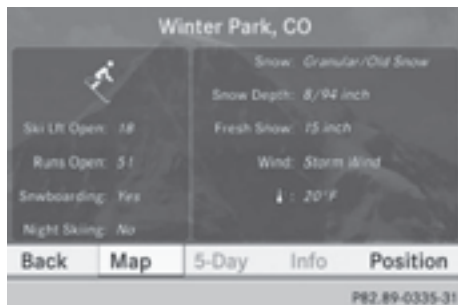 Winter Park, CO
Snow: Granular/Old Snow
Snow Depth: 8/94 inch
Ski Lft Open: 18
Fresh Snow: 15 inch
Runs Open: 51
Wind: Storm Wind
Snwboarding: Yes
: 20°F
Night Skiing: No
Back Map 5-Day Info Position
P82.89-0335-31